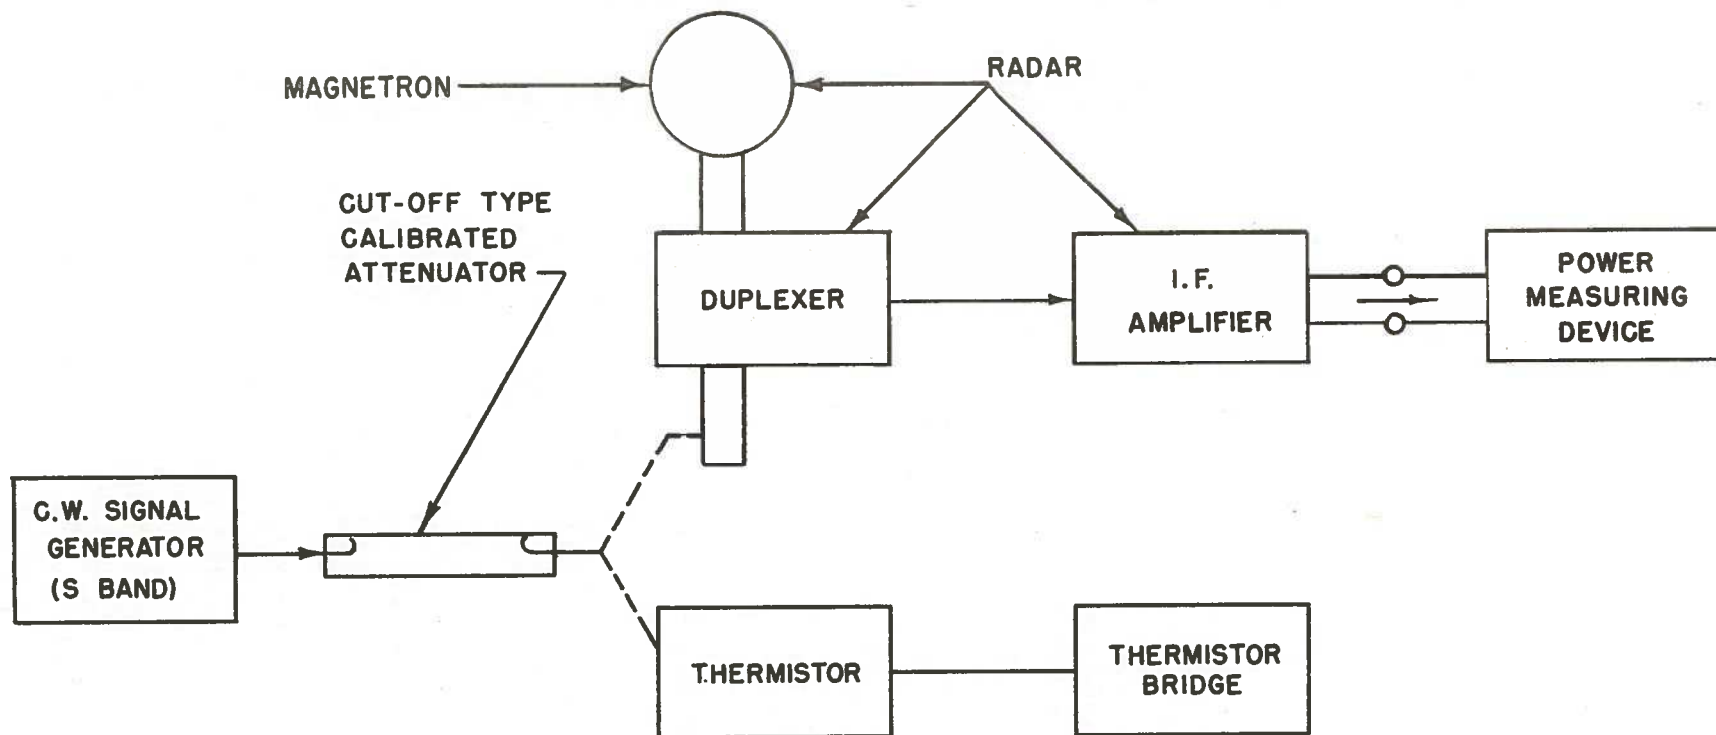 MAGNETRON
RADAR
CUT-OFF TYPE
CALIBRATED
ATTENUATOR
DUPLEXER
I.F.
AMPLIFIER
POWER
MEASURING
DEVICE
C.W. SIGNAL
GENERATOR
(S BAND)
THERMISTOR
THERMISTOR
BRIDGE